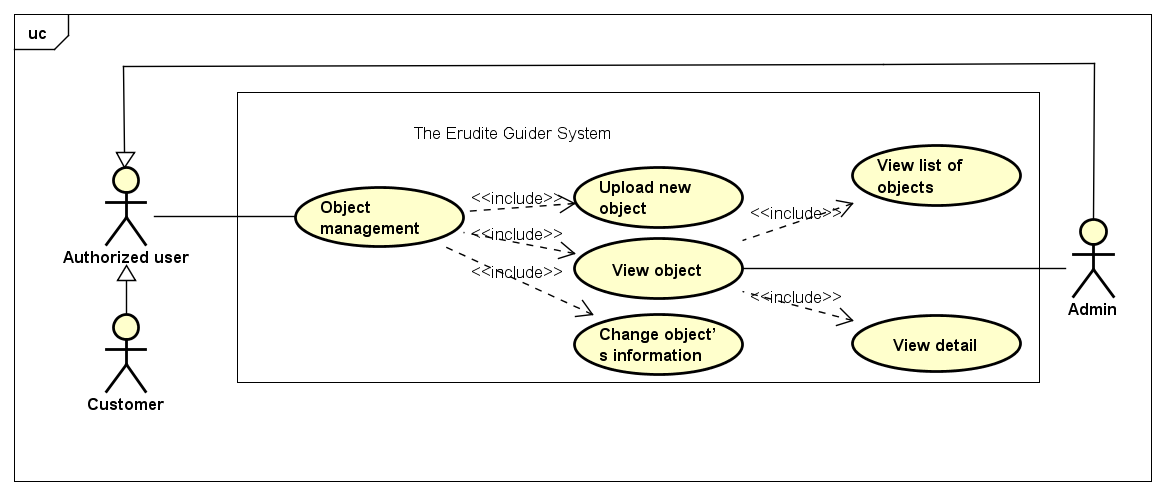 uc
The Erudite Guider System
View list of
objects
Upload new
object
<<include>>
Object
management
<<include>>
<<include>>
View object
<<include>>
<<include>>
<<include>>
Change object'
s information
View detail
Authorized user
Admin
Customer